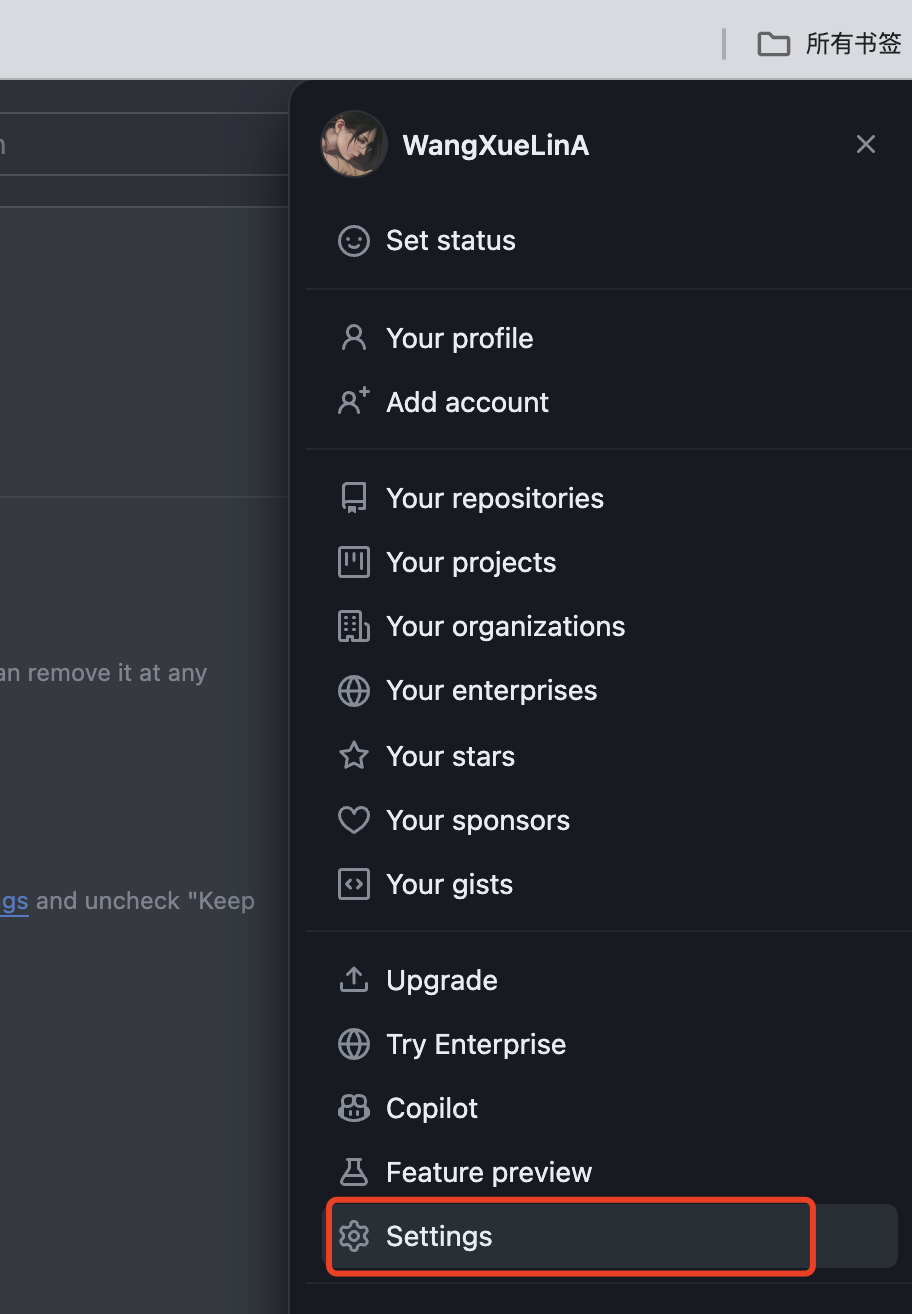 所有书签
WangXueLinA
Set status
Your profile
Add account
Your repositories
Your projects
Your organizations
an remove it at any
Your enterprises
Your stars
Your sponsors
Your gists
ngs and uncheck "Keep
Upgrade
Try Enterprise
Copilot
Feature preview
Settings